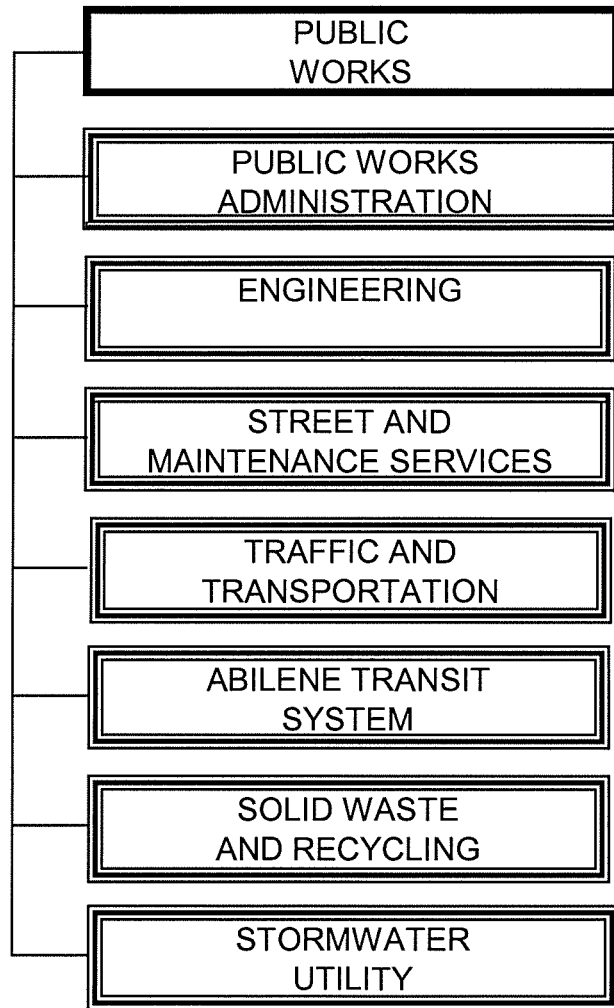 PUBLIC
WORKS
PUBLIC WORKS
ADMINISTRATION
ENGINEERING
STREET AND
MAINTENANCE SERVICES
TRAFFIC AND
TRANSPORTATION
ABILENE TRANSIT
SYSTEM
SOLID WASTE
AND RECYCLING
STORMWATER
UTILITY